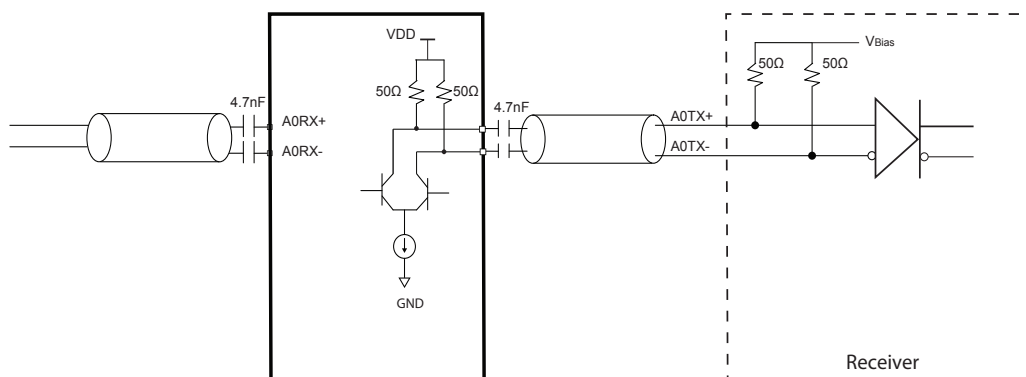 VDD
VBias
50Ω
50Ω
50Ω
50Ω
4.7nF
4.7nF
A0RX+
A0TX+
A0RX-
A0TX-
GND
Receiver